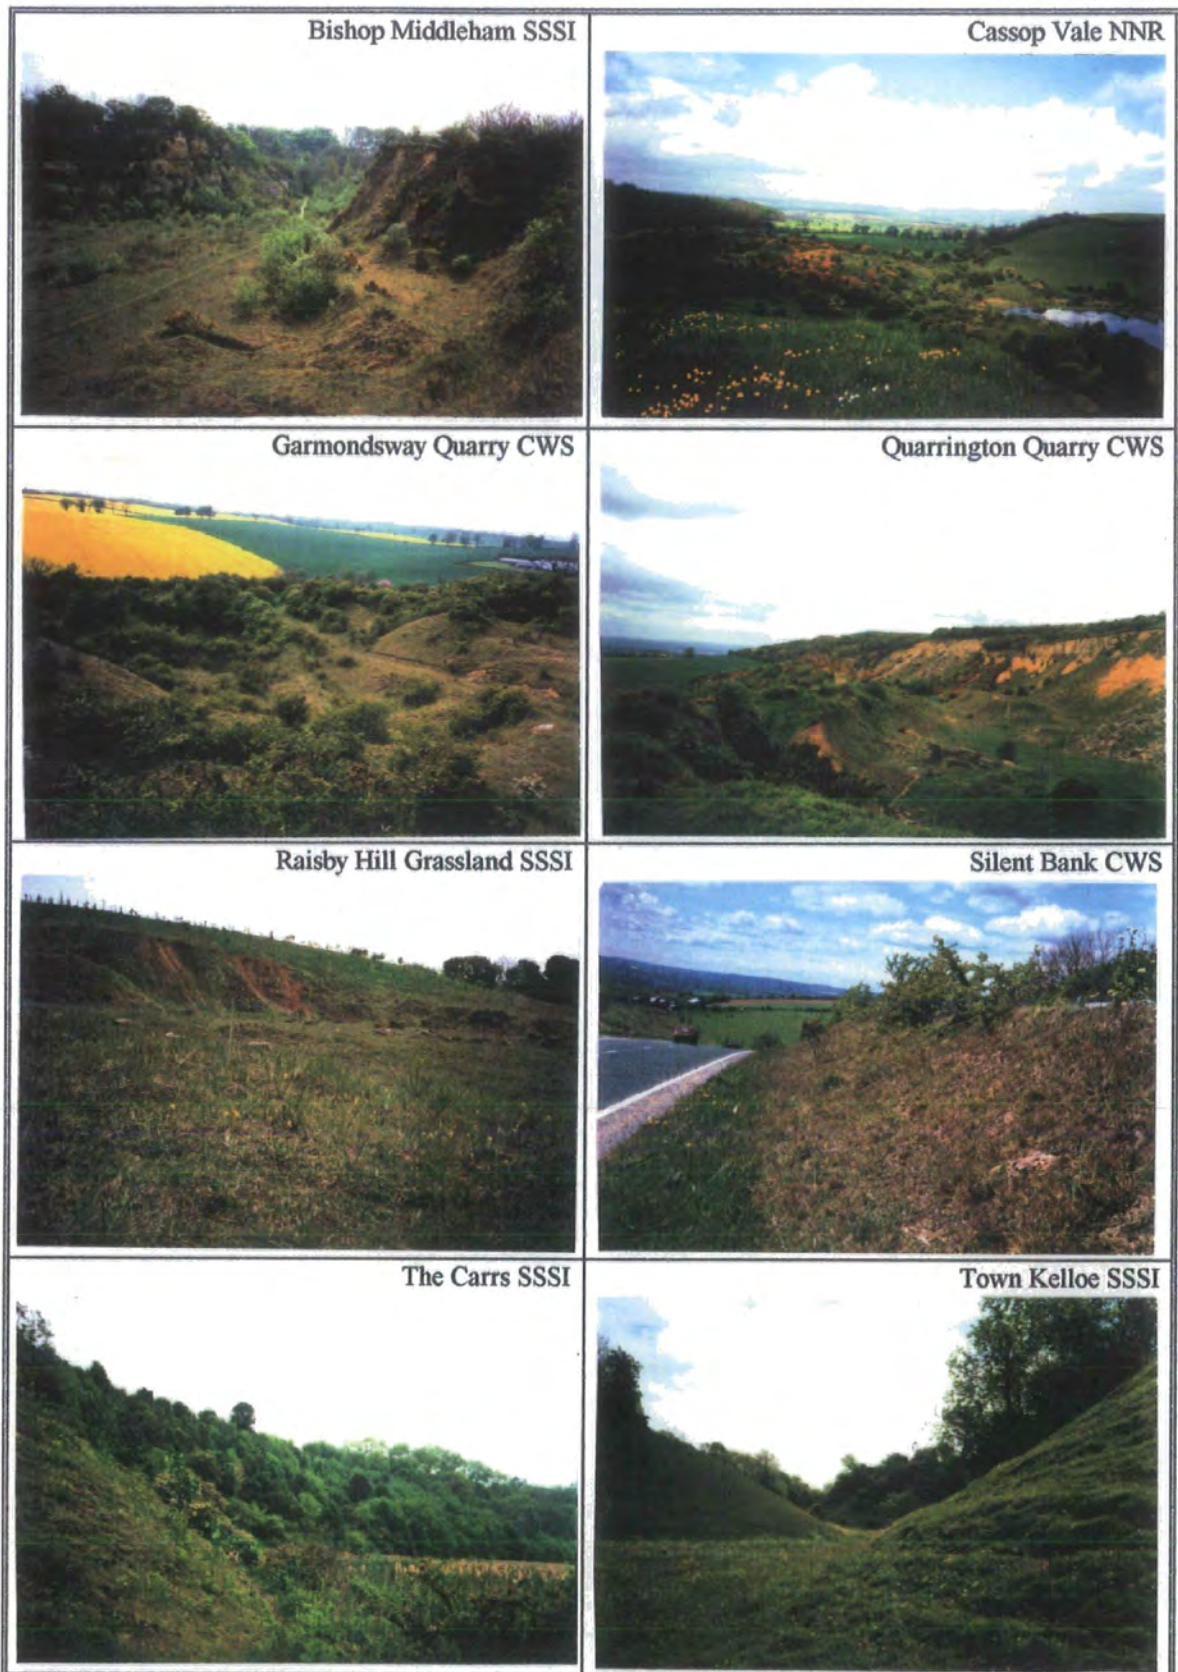 Bishop Middleham SSSI
Cassop Vale NNR
Garmondsway Quarry CWS
Quarrington Quarry CWS
Raisby Hill Grassland SSSI
Silent Bank CWS
The Carrs SSSI
Town Kelloe SSSI